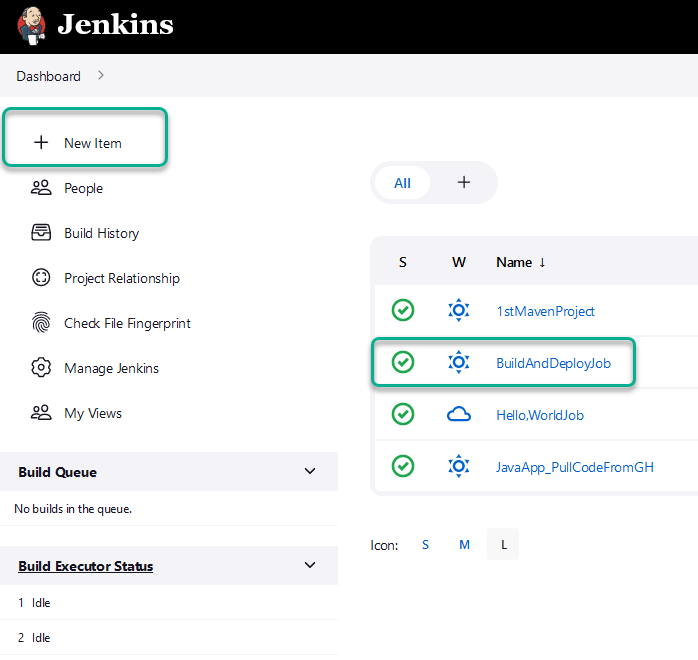 Jenkins
Dashboard
New Item
People
Build History
Project Relationship
Check File Fingerprint
Manage Jenkins
My Views
Build Queue
No builds in the queue.
Build Executor Status
1 Idle
2 Idle
All
S W Name ↓
1stMavenProject
BuildAndDeployJob
Hello,WorldJob
JavaApp_PullCodeFromGH
Icon: S M L